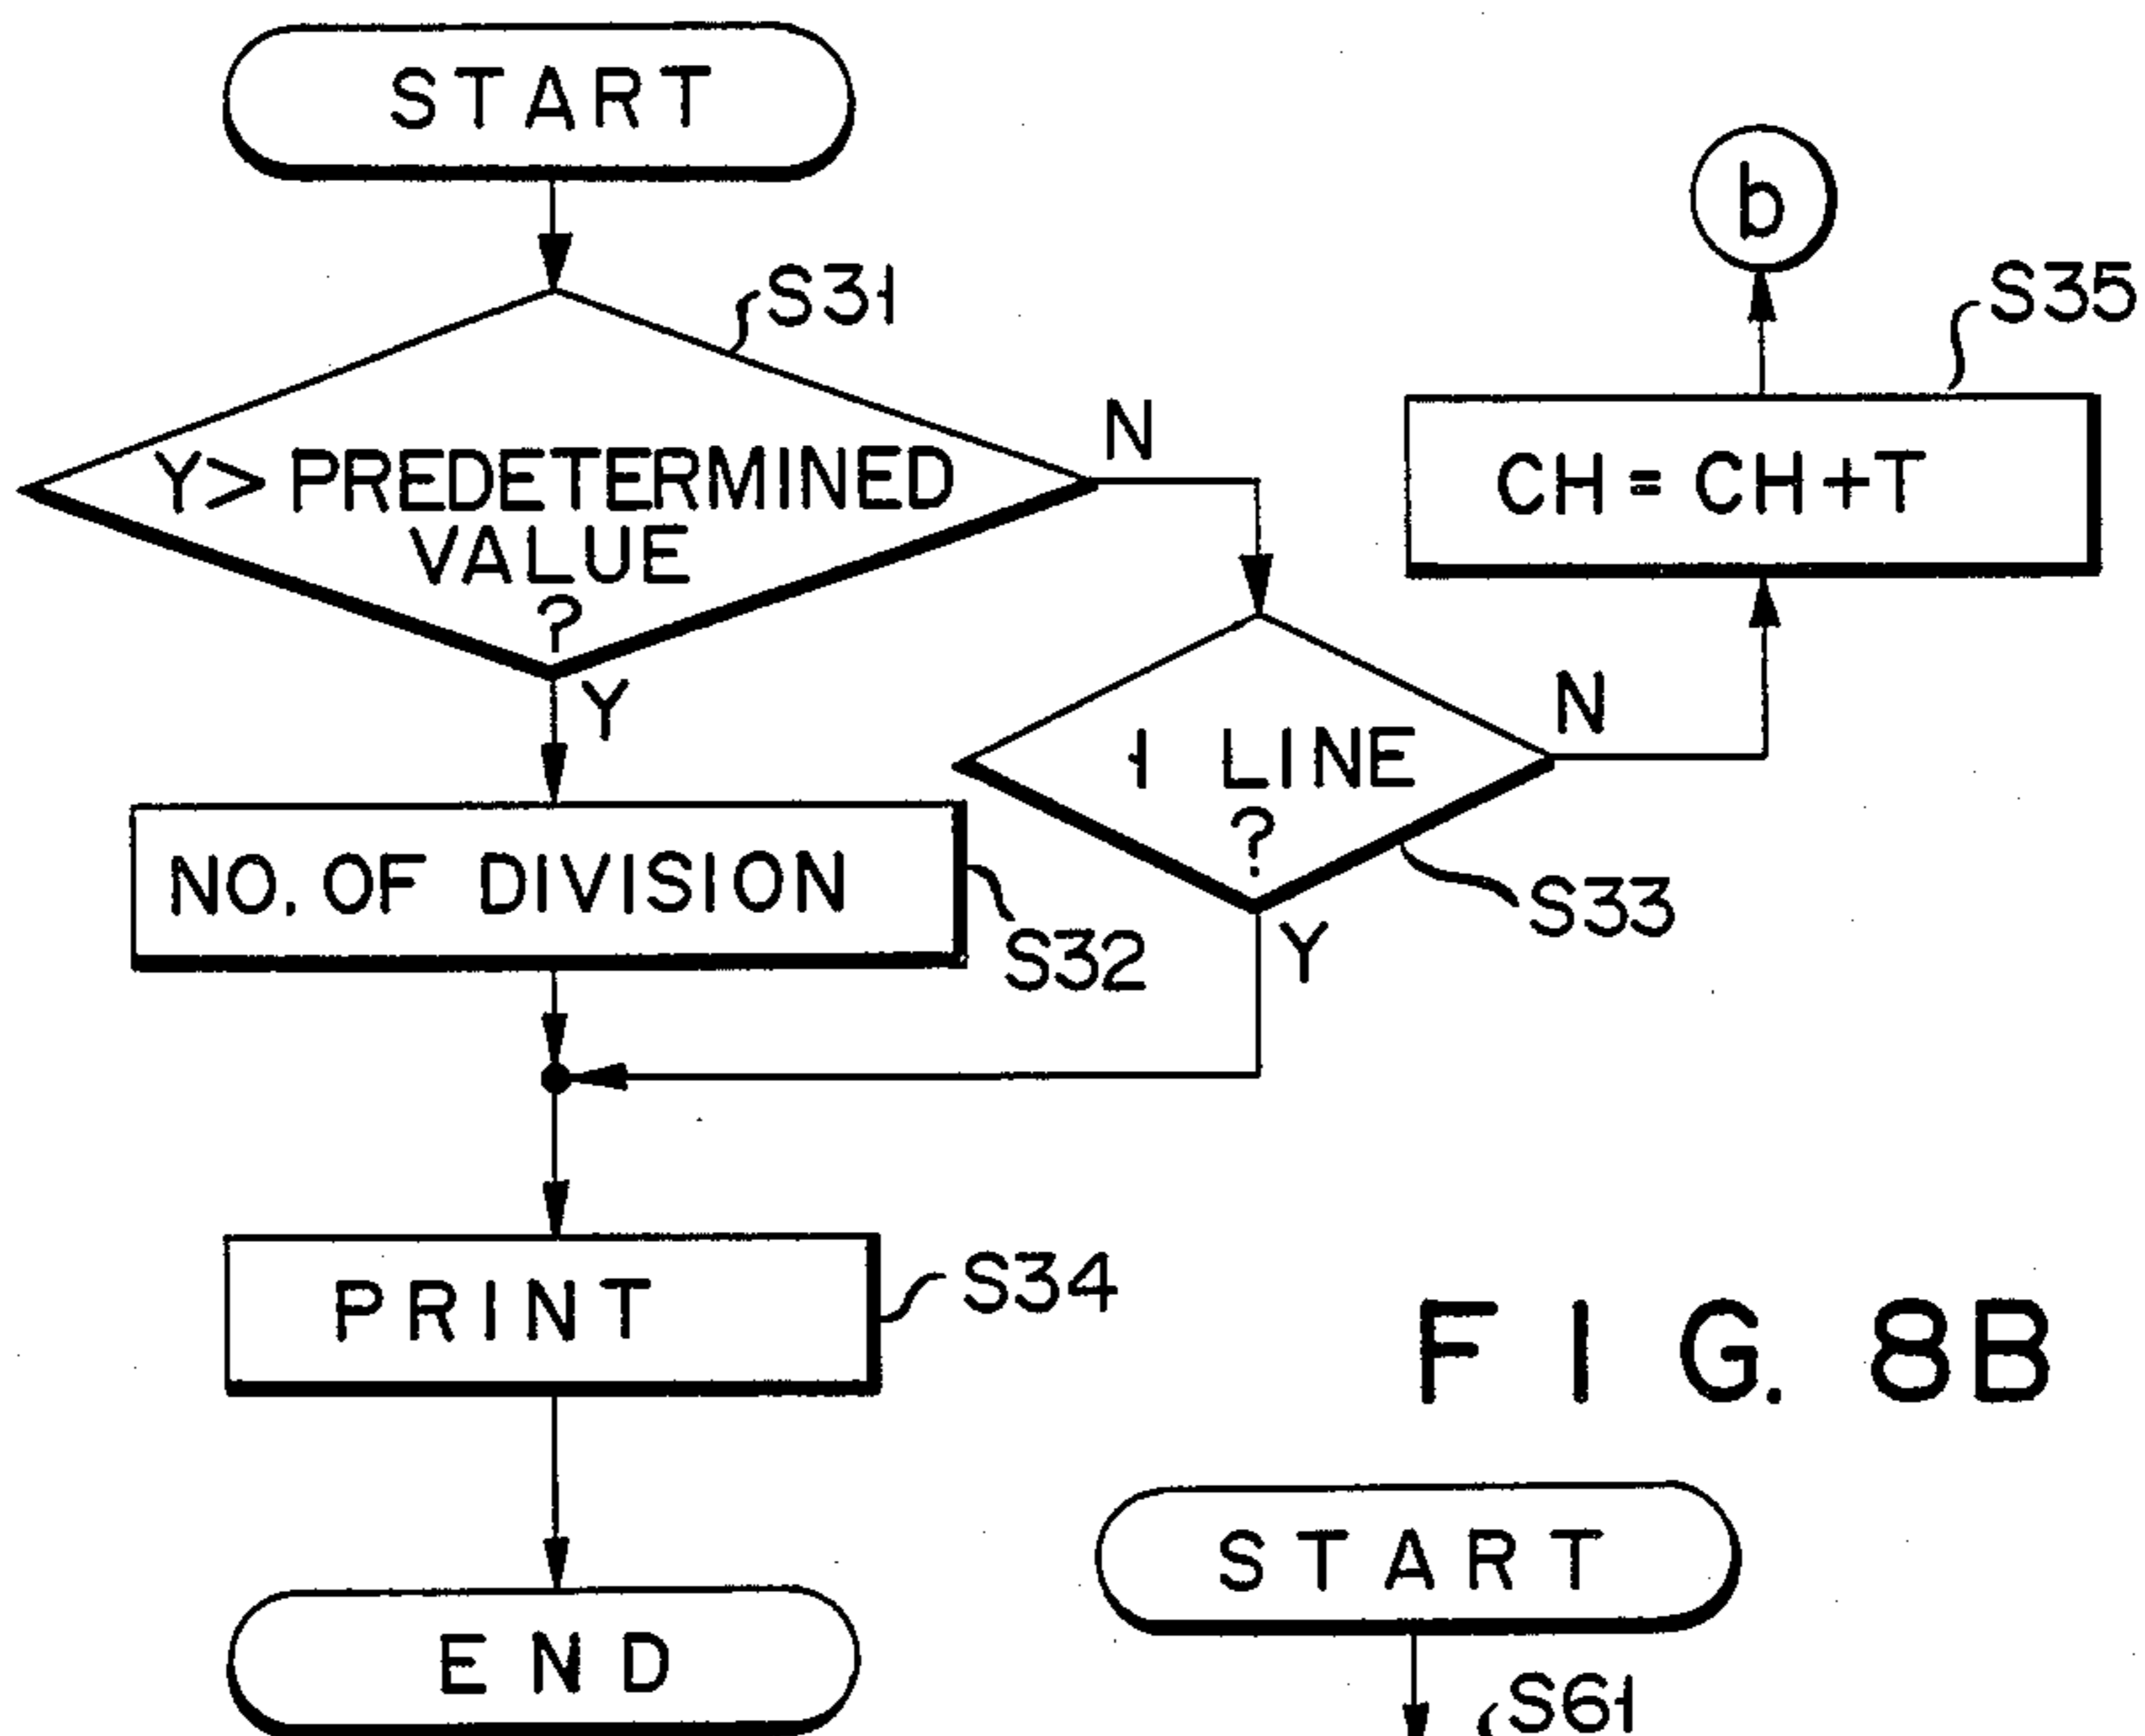 START
S31
Y> PREDETERMINED
VALUE
?
N
Y
b
S35
CH = CH+T
1 LINE
?
N
S33
Y
NO. OF DIVISION
S32
PRINT
S34
END
FIG. 8B
START
S61